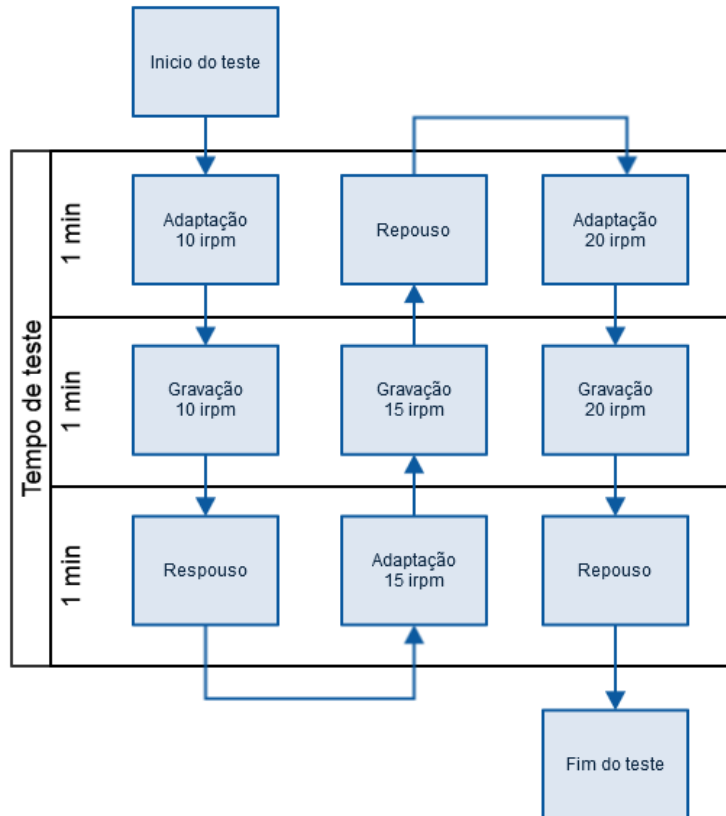 Inicio do teste
Tempo de teste
1 min
Adaptação
10 irpm
Repouso
Adaptação
20 irpm
1 min
Gravação
10 irpm
Gravação
15 irpm
Gravação
20 irpm
1 min
Respouso
Adaptação
15 irpm
Repouso
Fim do teste